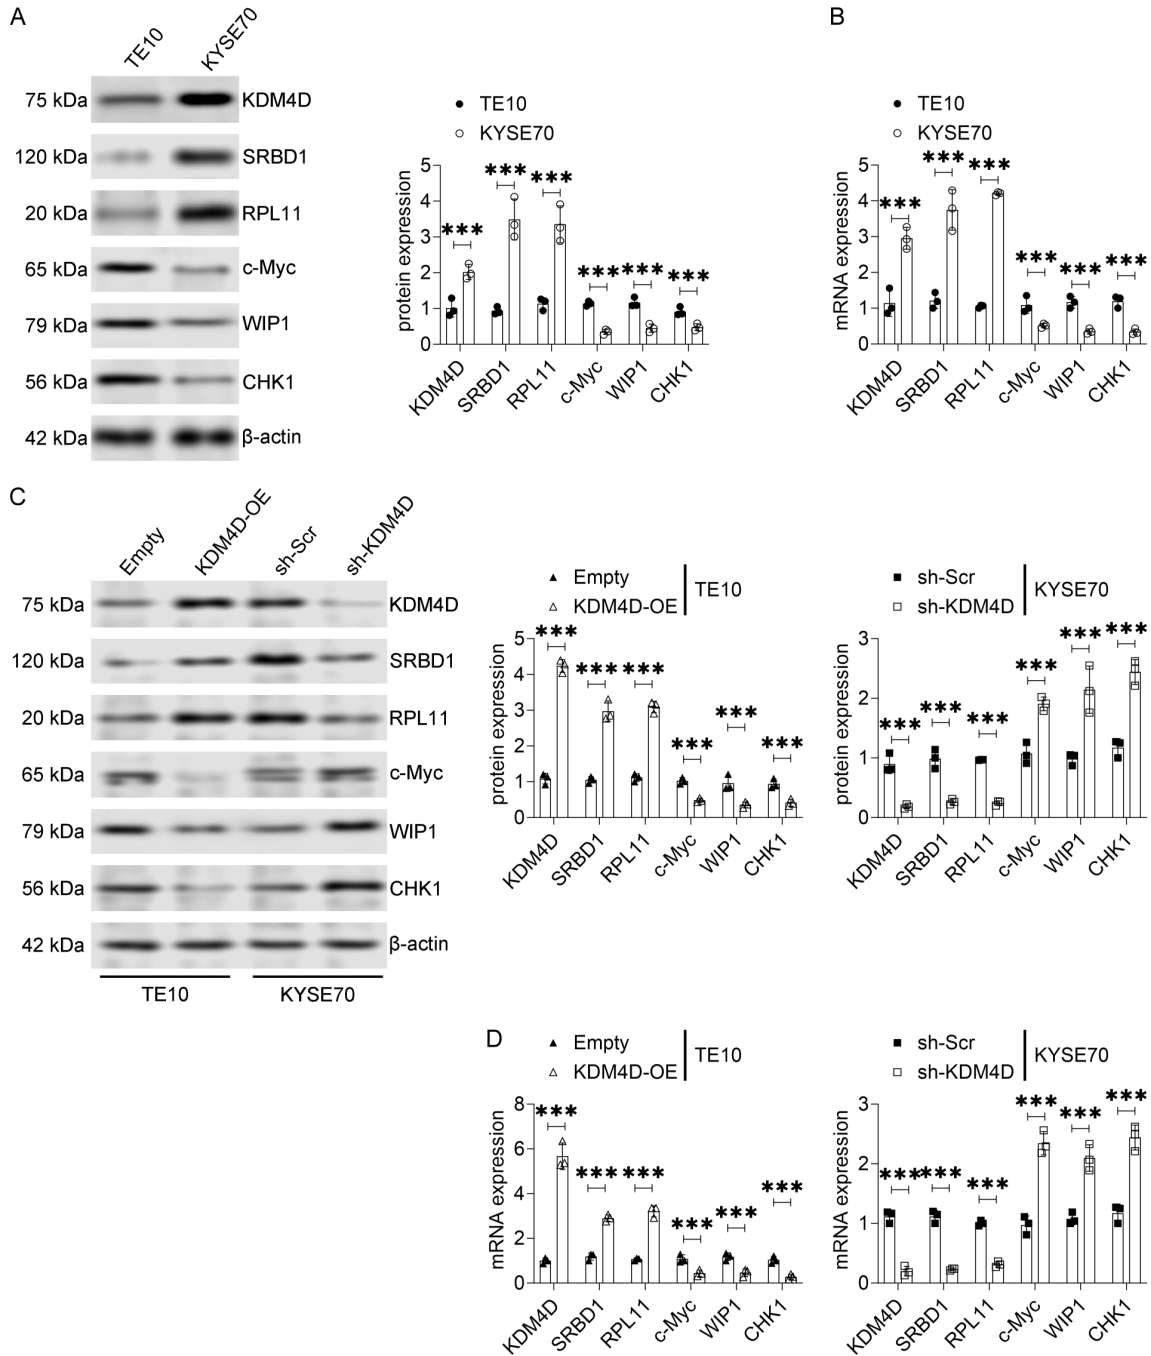 A
TE10
KYSE70
75 kDa
KDM4D
120 kDa
SRBD1
20 kDa
RPL11
65 kDa
c-Myc
79 kDa
WIP1
56 kDa
CHK1
42 kDa
β-actin
TE10
KYSE70
protein expression
5
4
3
2
1
0
***
***
***
***
***
***
KDM4D
SRBD1
RPL11
c-Myc
WIP1
CHK1
B
TE10
KYSE70
mRNA expression
5
4
3
2
1
0
***
***
***
***
***
***
KDM4D
SRBD1
RPL11
c-Myc
WIP1
CHK1
C
Empty
KDM4D-OE
sh-Scr
sh-KDM4D
75 kDa
KDM4D
120 kDa
SRBD1
20 kDa
RPL11
65 kDa
c-Myc
79 kDa
WIP1
56 kDa
CHK1
42 kDa
β-actin
TE10
KYSE70
Empty
KDM4D-OE
TE10
protein expression
5
4
3
2
1
0
***
***
***
***
***
***
KDM4D
SRBD1
RPL11
c-Myc
WIP1
CHK1
sh-Scr
sh-KDM4D
KYSE70
protein expression
3
2
1
0
***
***
***
***
***
***
KDM4D
SRBD1
RPL11
c-Myc
WIP1
CHK1
D
Empty
KDM4D-OE
TE10
mRNA expression
8
6
4
2
0
***
***
***
***
***
***
KDM4D
SRBD1
RPL11
c-Myc
WIP1
CHK1
sh-Scr
sh-KDM4D
KYSE70
mRNA expression
3
2
1
0
***
***
***
***
***
***
KDM4D
SRBD1
RPL11
c-Myc
WIP1
CHK1